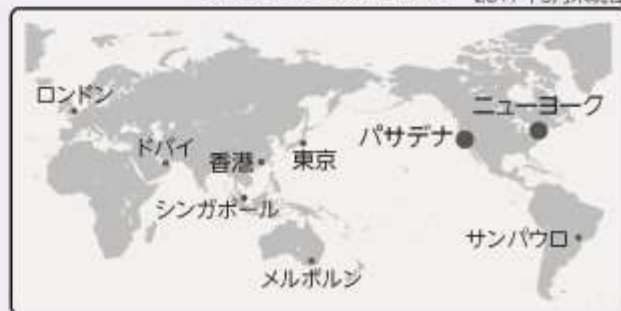 ロンドン
ニューヨーク
パサデナ
ドバイ
香港
東京
シンガポール
サンパウロ
メルボルン